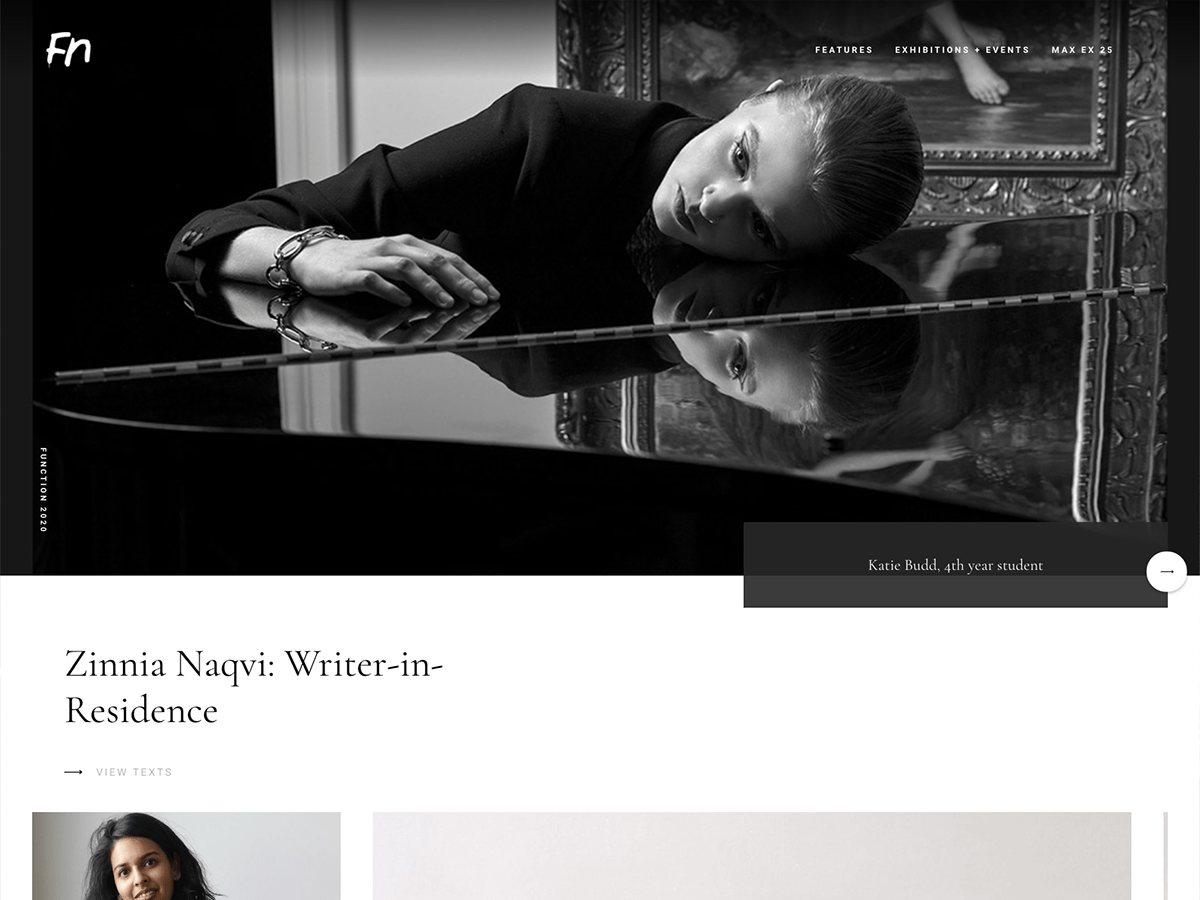 Fn
FEATURES
EXHIBITIONS + EVENTS
MAX EX 25
FUNCTION 2020
Katie Budd, 4th year student
Zinnia Naqvi: Writer-in-
Residence
VIEW TEXTS